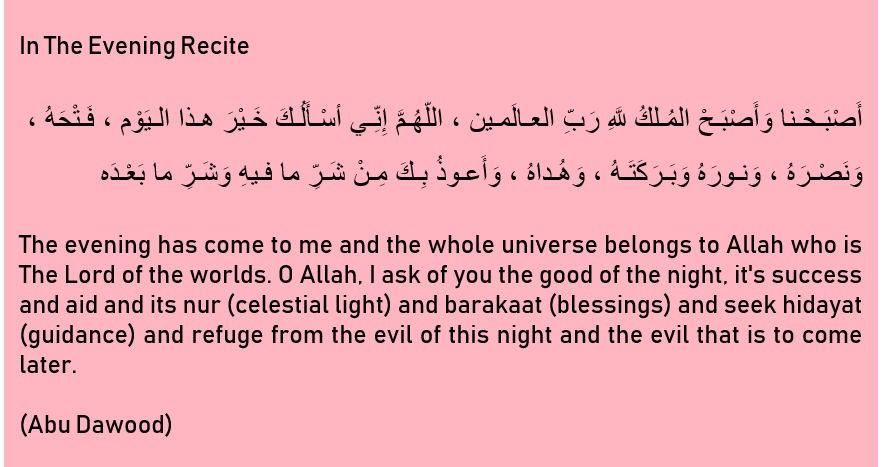 In The Evening Recite
أَصْبَـحْـنا وَأَصْبَـحْ المُـلكُ للهِ رَبِّ العـالَمـين ، اللّهُـمَّ إِنِّـي أسْـأَلُـكَ خَـيْرَ هـذا الـيَوْم ، فَـتْحَهُ ،
وَنَصْـرَهُ ، وَنـورَهُ وَبَـرَكَتَـهُ ، وَهُـداهُ ، وَأَعـوذُ بِـكَ مِـنْ شَـرِّ ما فـيهِ وَشَـرِّ ما بَعْـدَه
The evening has come to me and the whole universe belongs to Allah who is
The Lord of the worlds. O Allah, I ask of you the good of the night, it's success
and aid and its nur (celestial light) and barakaat (blessings) and seek hidayat
(guidance) and refuge from the evil of this night and the evil that is to come
later.
(Abu Dawood)